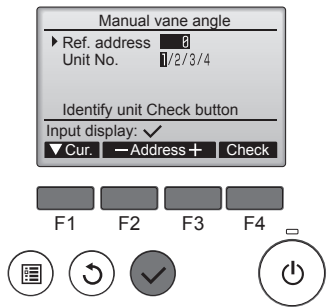 Manual vane angle
Ref. address 0
Unit No. 1/2/3/4
Identify unit Check button
Input display: ✓
▼Cur. −Address+ Check
F1 F2 F3 F4